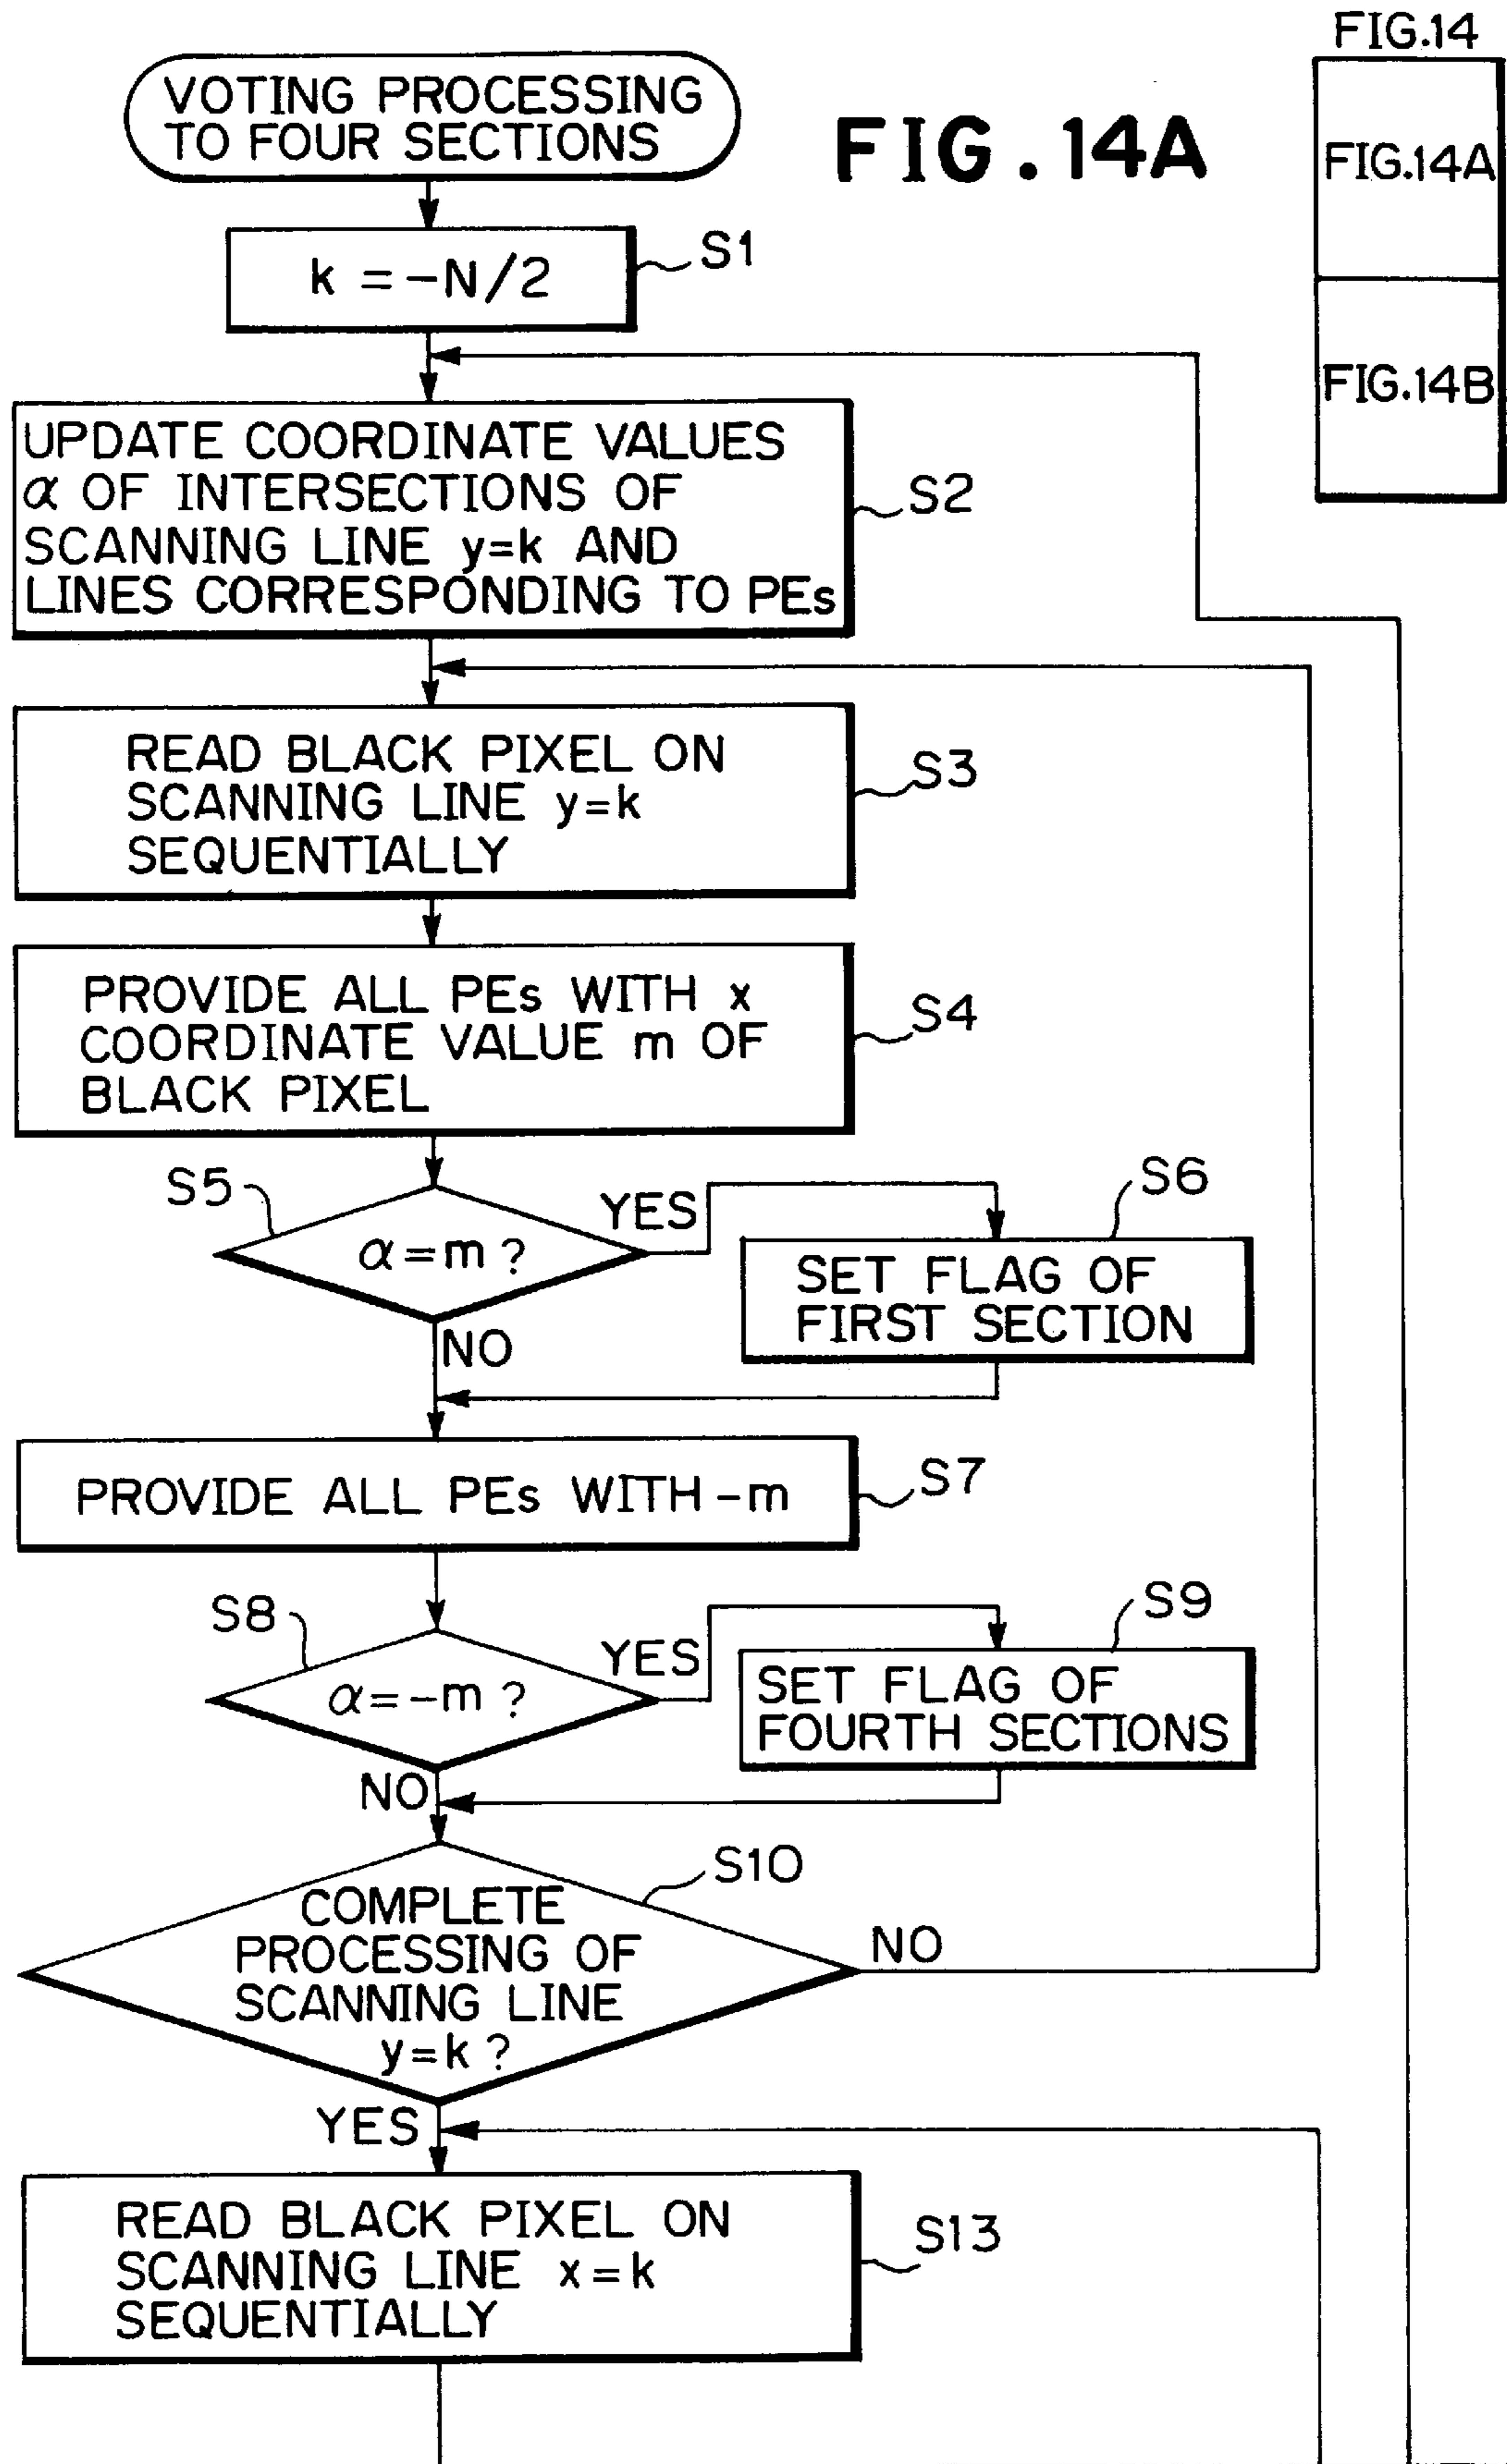 FIG.14
FIG.14A
FIG.14B
FIG.14A
VOTING PROCESSING
TO FOUR SECTIONS
k = -N/2
S1
UPDATE COORDINATE VALUES
α OF INTERSECTIONS OF
SCANNING LINE y=k AND
LINES CORRESPONDING TO PEs
S2
READ BLACK PIXEL ON
SCANNING LINE y=k
SEQUENTIALLY
S3
PROVIDE ALL PEs WITH x
COORDINATE VALUE m OF
BLACK PIXEL
S4
S5
α=m ?
YES
NO
S6
SET FLAG OF
FIRST SECTION
PROVIDE ALL PEs WITH -m
S7
S8
α=-m ?
YES
NO
S9
SET FLAG OF
FOURTH SECTIONS
S10
COMPLETE
PROCESSING OF
SCANNING LINE
y=k ?
NO
YES
READ BLACK PIXEL ON
SCANNING LINE x=k
SEQUENTIALLY
S13